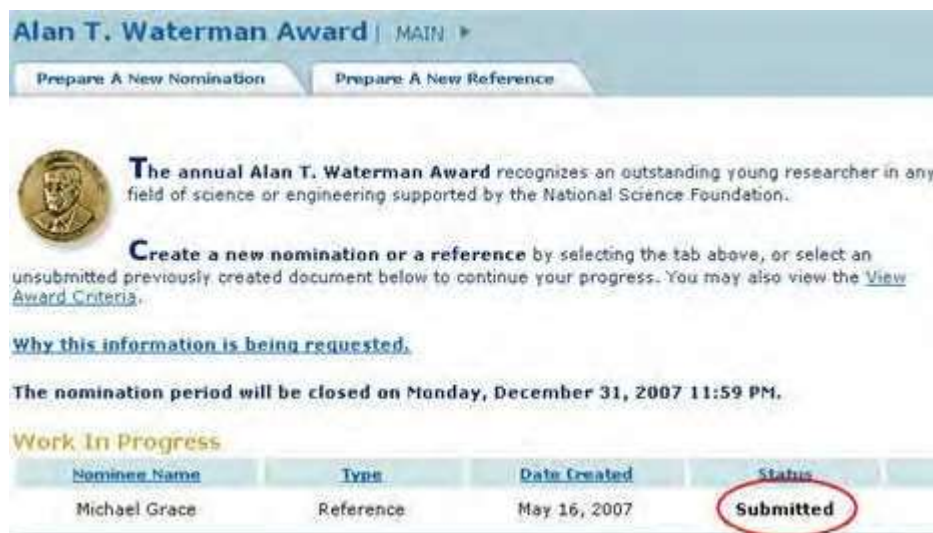 Alan T. Waterman Award | MAIN
Prepare A New Nomination Prepare A New Reference
The annual Alan T. Waterman Award recognizes an outstanding young researcher in any
field of science or engineering supported by the National Science Foundation.
Create a new nomination or a reference by selecting the tab above, or select an
unsubmitted previously created document below to continue your progress. You may also view the View
Award Criteria.
Why this information is being requested.
The nomination period will be closed on Monday, December 31, 2007 11:59 PM.
Work In Progress
Nominee Name Type Date Created Status
Michael Grace Reference May 16, 2007 Submitted